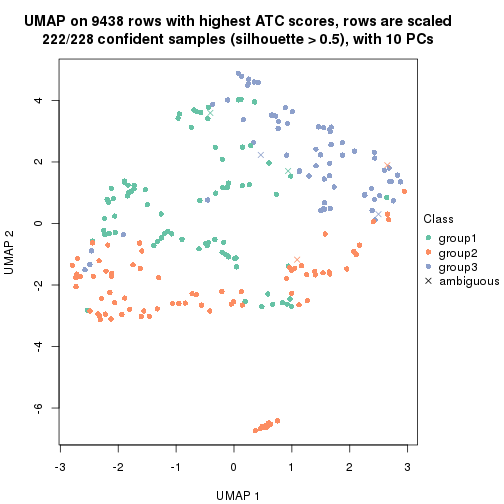 UMAP on 9438 rows with highest ATC scores, rows are scaled
222/228 confident samples (silhouette > 0.5), with 10 PCs
UMAP 2
4
2
0
-2
-4
-6
-3
-2
-1
0
1
2
3
UMAP 1
Class
group1
group2
group3
ambiguous